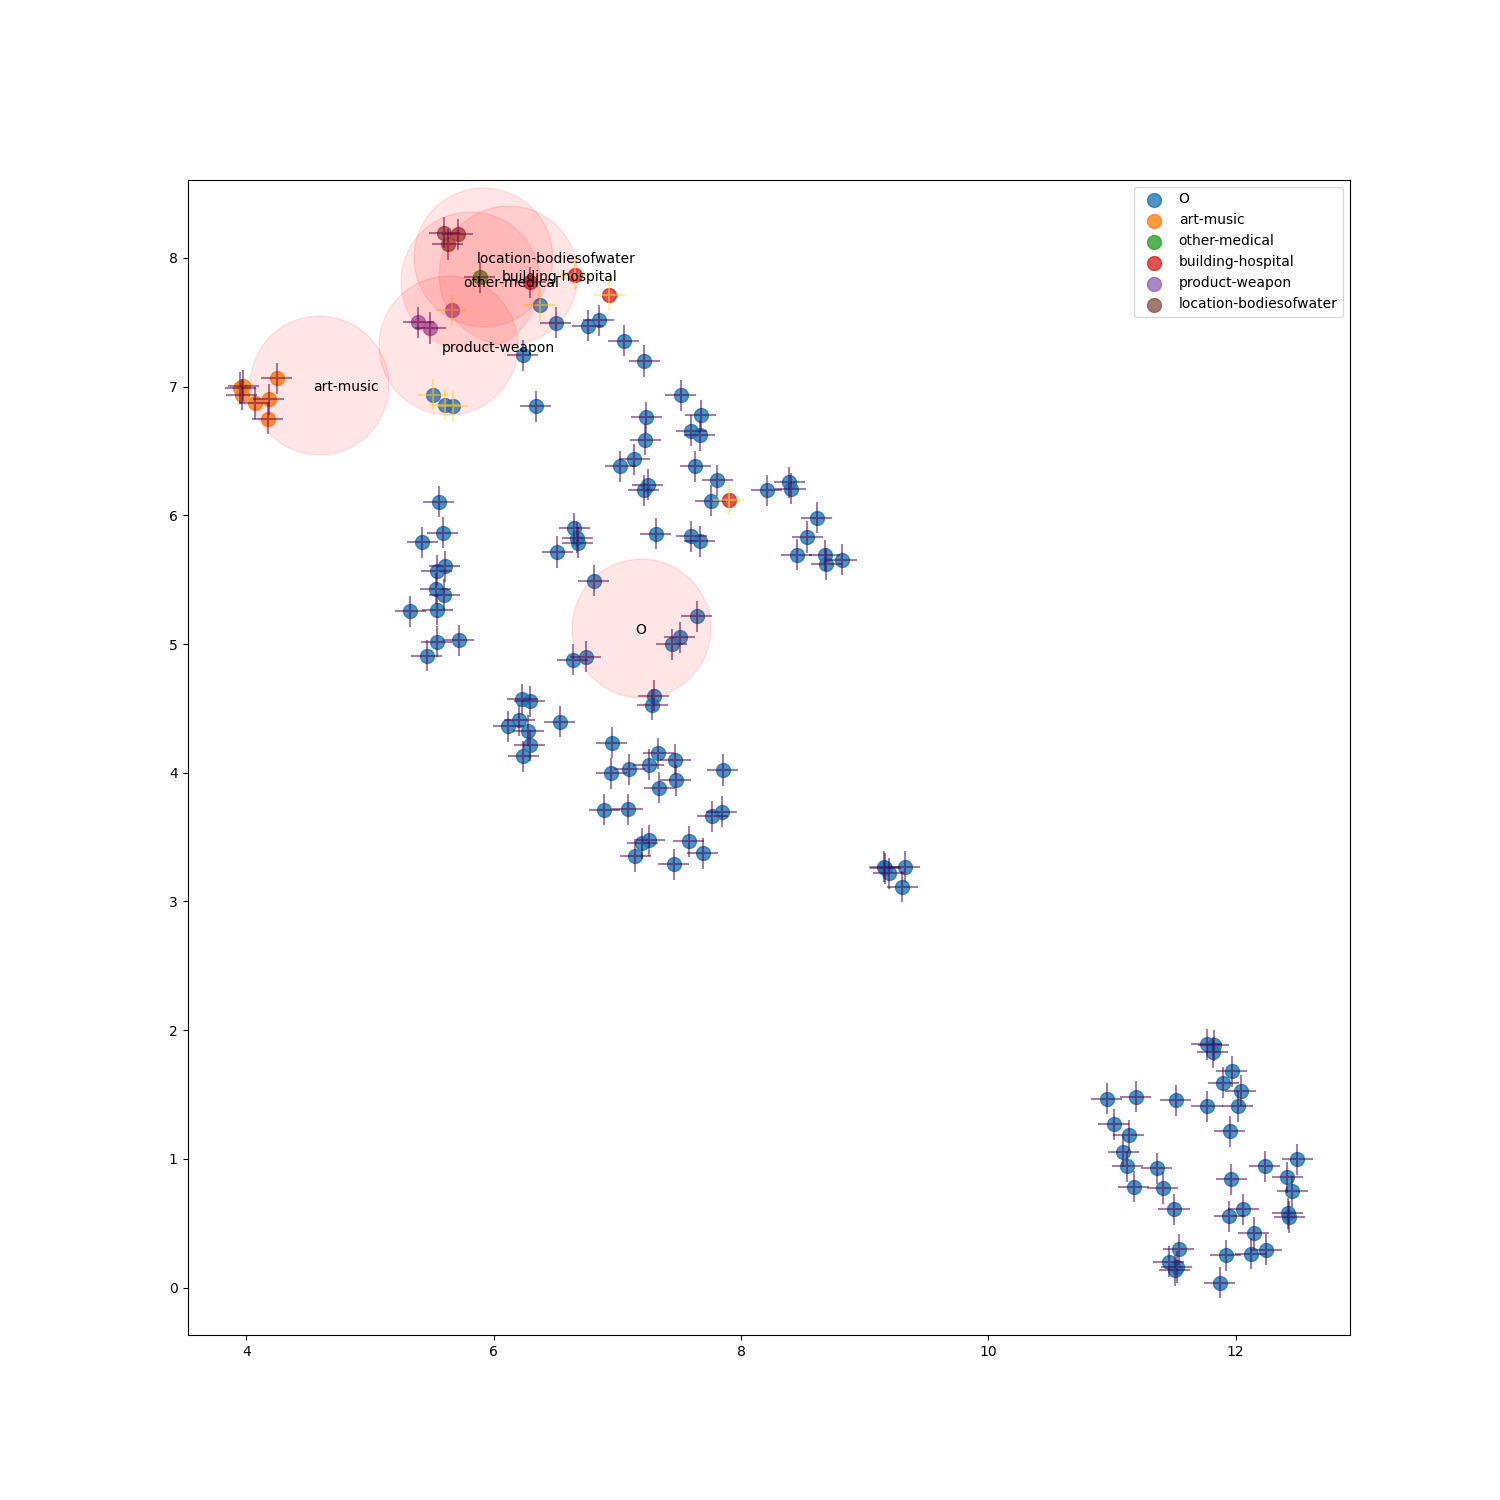 O
art-music
other-medical
building-hospital
product-weapon
location-bodiesofwater
location-bodiesofwater
building-hospital
other-medical
product-weapon
art-music
O
8
7
6
5
4
3
2
1
0
4 6 8 10 12